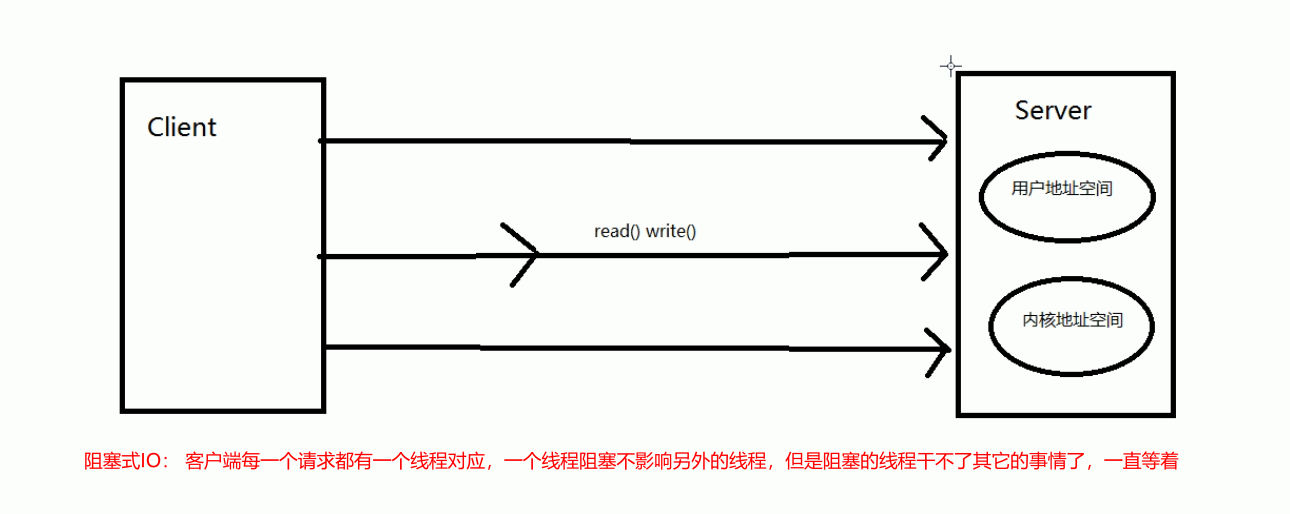 Client
Server
用户地址空间
read() write()
内核地址空间
阻塞式IO： 客户端每一个请求都有一个线程对应，一个线程阻塞不影响另外的线程，但是阻塞的线程干不了其它的事情了，一直等着